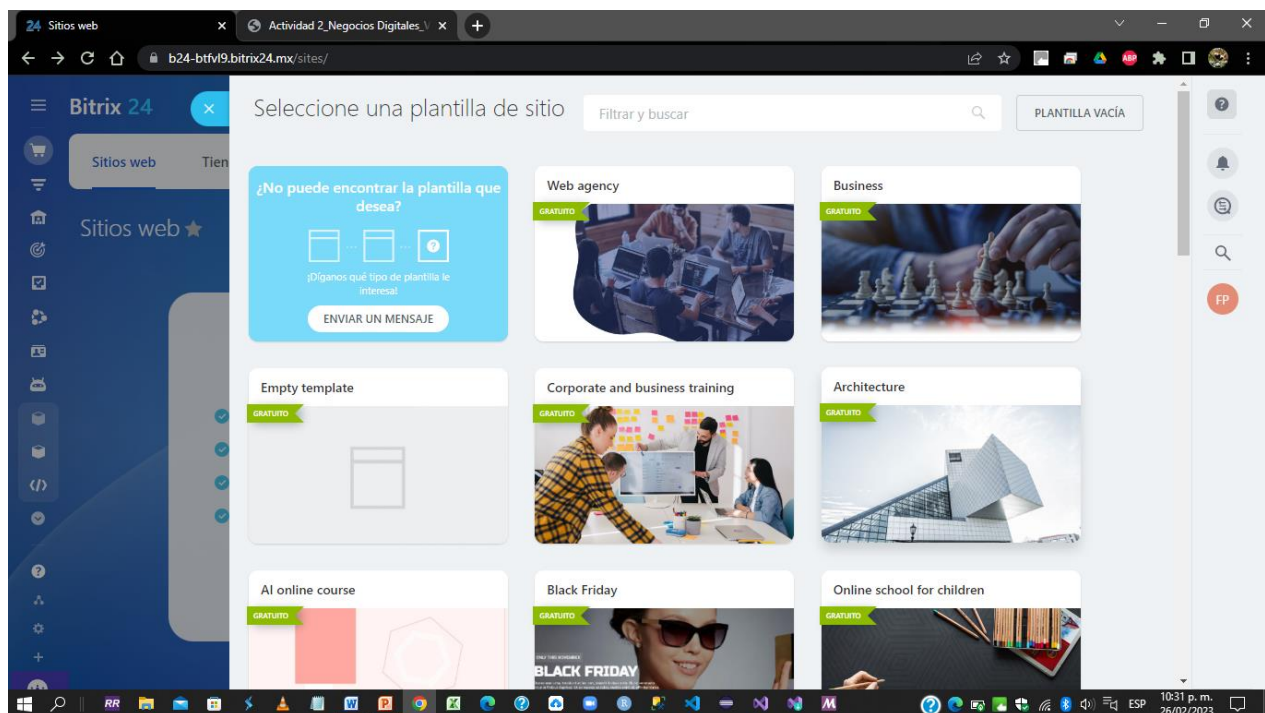 24 Sitios web
Actividad 2_Negocios Digitales_V
b24-btfvl9.bitrix24.mx/sites/
ABP
Bitrix 24
Seleccione una plantilla de sitio
Filtrar y buscar
PLANTILLA VACÍA
Sitios web
Tien
Sitios web
¿No puede encontrar la plantilla que
desea?
¡Díganos qué tipo de plantilla le
interesa!
ENVIAR UN MENSAJE
Web agency
GRATUITO
Business
GRATUITO
FP
Empty template
GRATUITO
Corporate and business training
GRATUITO
Architecture
GRATUITO
AI online course
GRATUITO
Black Friday
GRATUITO
BLACK FRIDAY
Online school for children
GRATUITO
RR
ESP
10:31 p. m.
26/02/2023